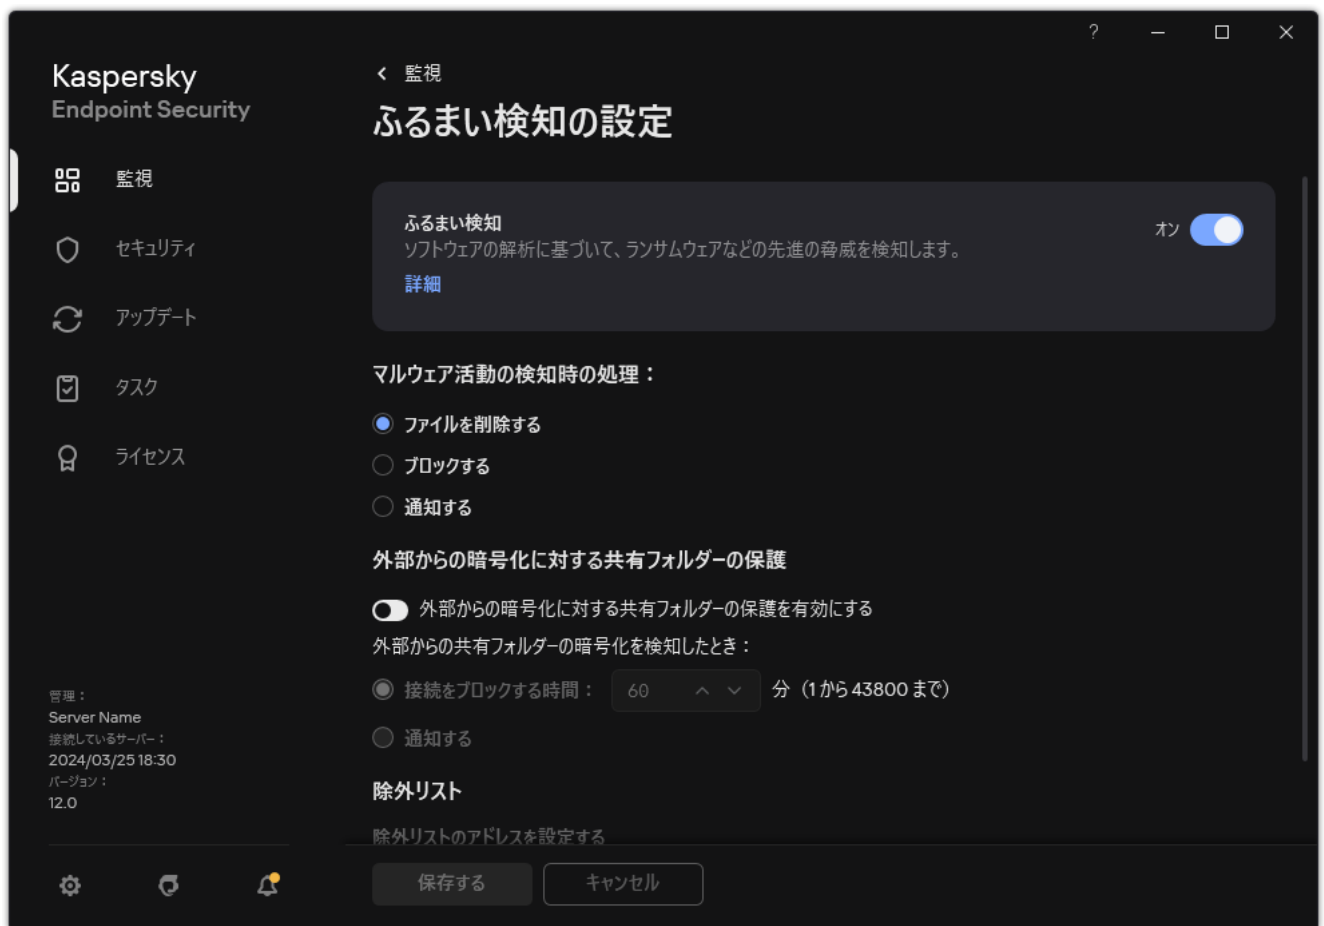 ?
Kaspersky
Endpoint Security
監視
セキュリティ
アップデート
タスク
ライセンス
管理：
Server Name
接続しているサーバー：
2024/03/25 18:30
バージョン：
12.0
監視
ふるまい検知の設定
ふるまい検知
ソフトウェアの解析に基づいて、ランサムウェアなどの先進の脅威を検知します。
詳細
オン
マルウェア活動の検知時の処理：
ファイルを削除する
ブロックする
通知する
外部からの暗号化に対する共有フォルダーの保護
外部からの暗号化に対する共有フォルダーの保護を有効にする
外部からの共有フォルダーの暗号化を検知したとき：
接続をブロックする時間： 60 分（1 から 43800 まで）
通知する
除外リスト
除外リストのアドレスを設定する
保存する キャンセル